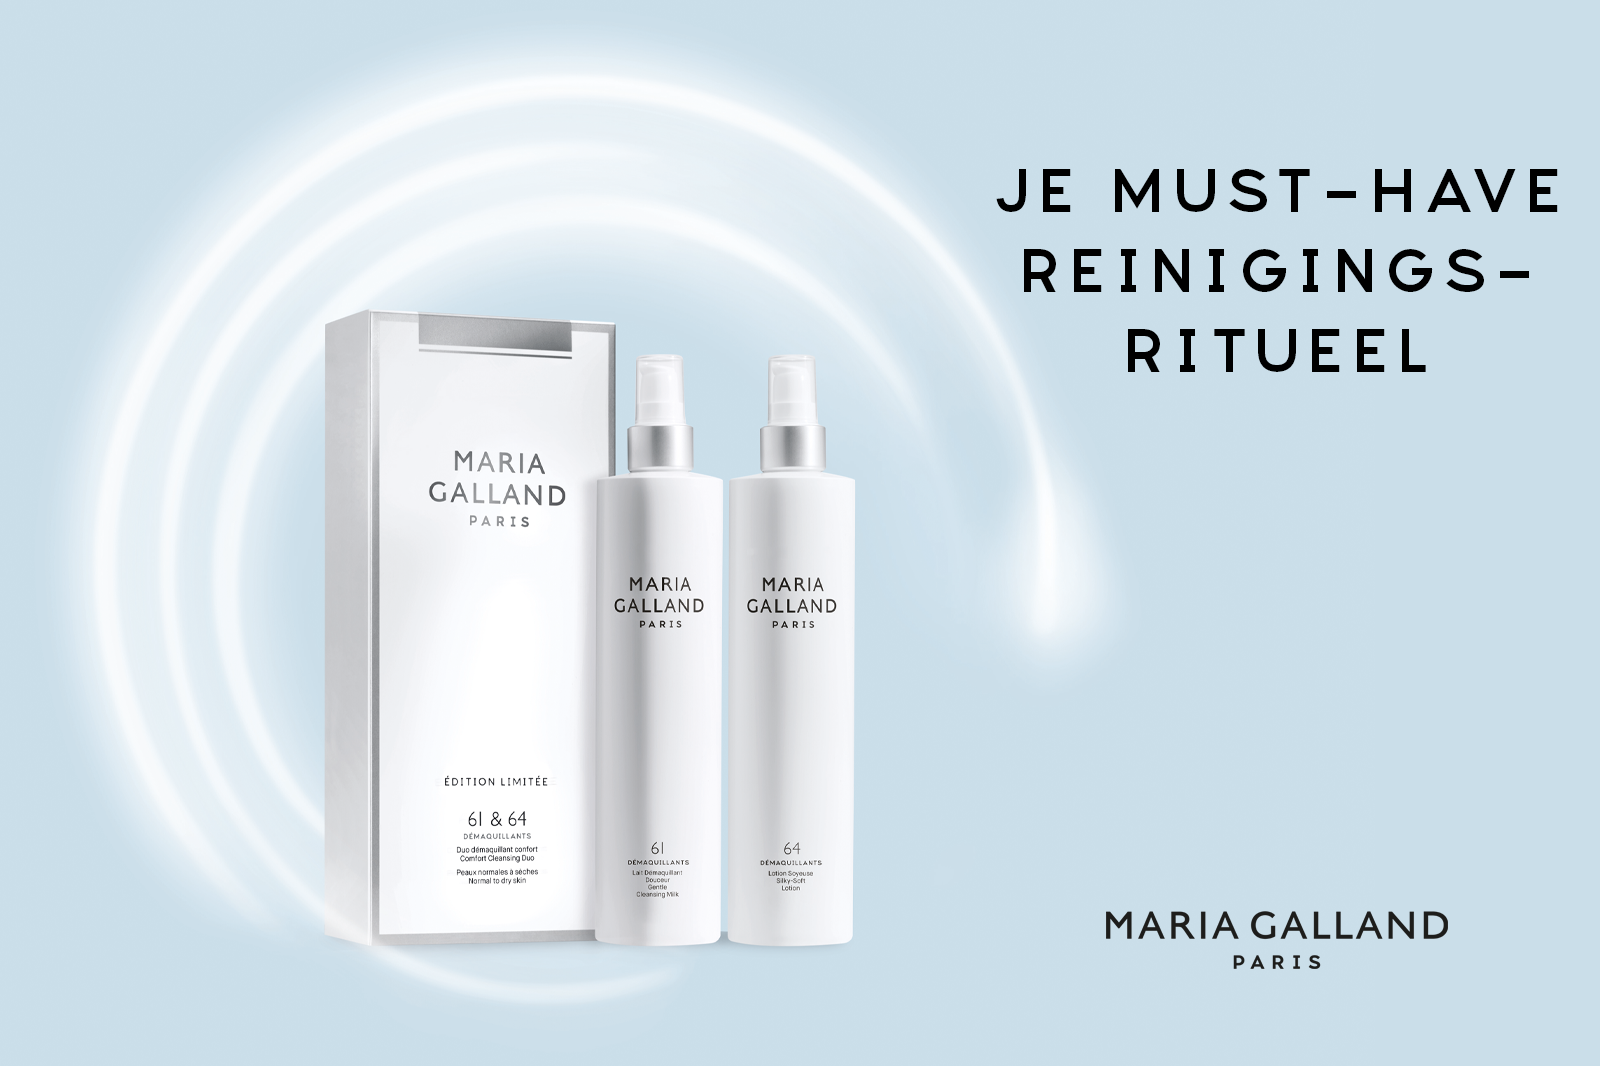 JE MUST-HAVE
REINIGINGS-
RITUEEL
MARIA
GALLAND
PARIS
ÉDITION LIMITÉE
61 & 64
DÉMAQUILLANTS
Duo démaquillant confort
Comfort Cleansing Duo
Peaux normales à sèches
Normal to dry skin
MARIA
GALLAND
PARIS
61
DÉMAQUILLANTS
Lait Démaquillant
Douceur
Gentle
Cleansing Milk
MARIA
GALLAND
PARIS
64
DÉMAQUILLANTS
Lotion Soyeuse
Silky-Soft
Lotion
MARIA GALLAND
PARIS